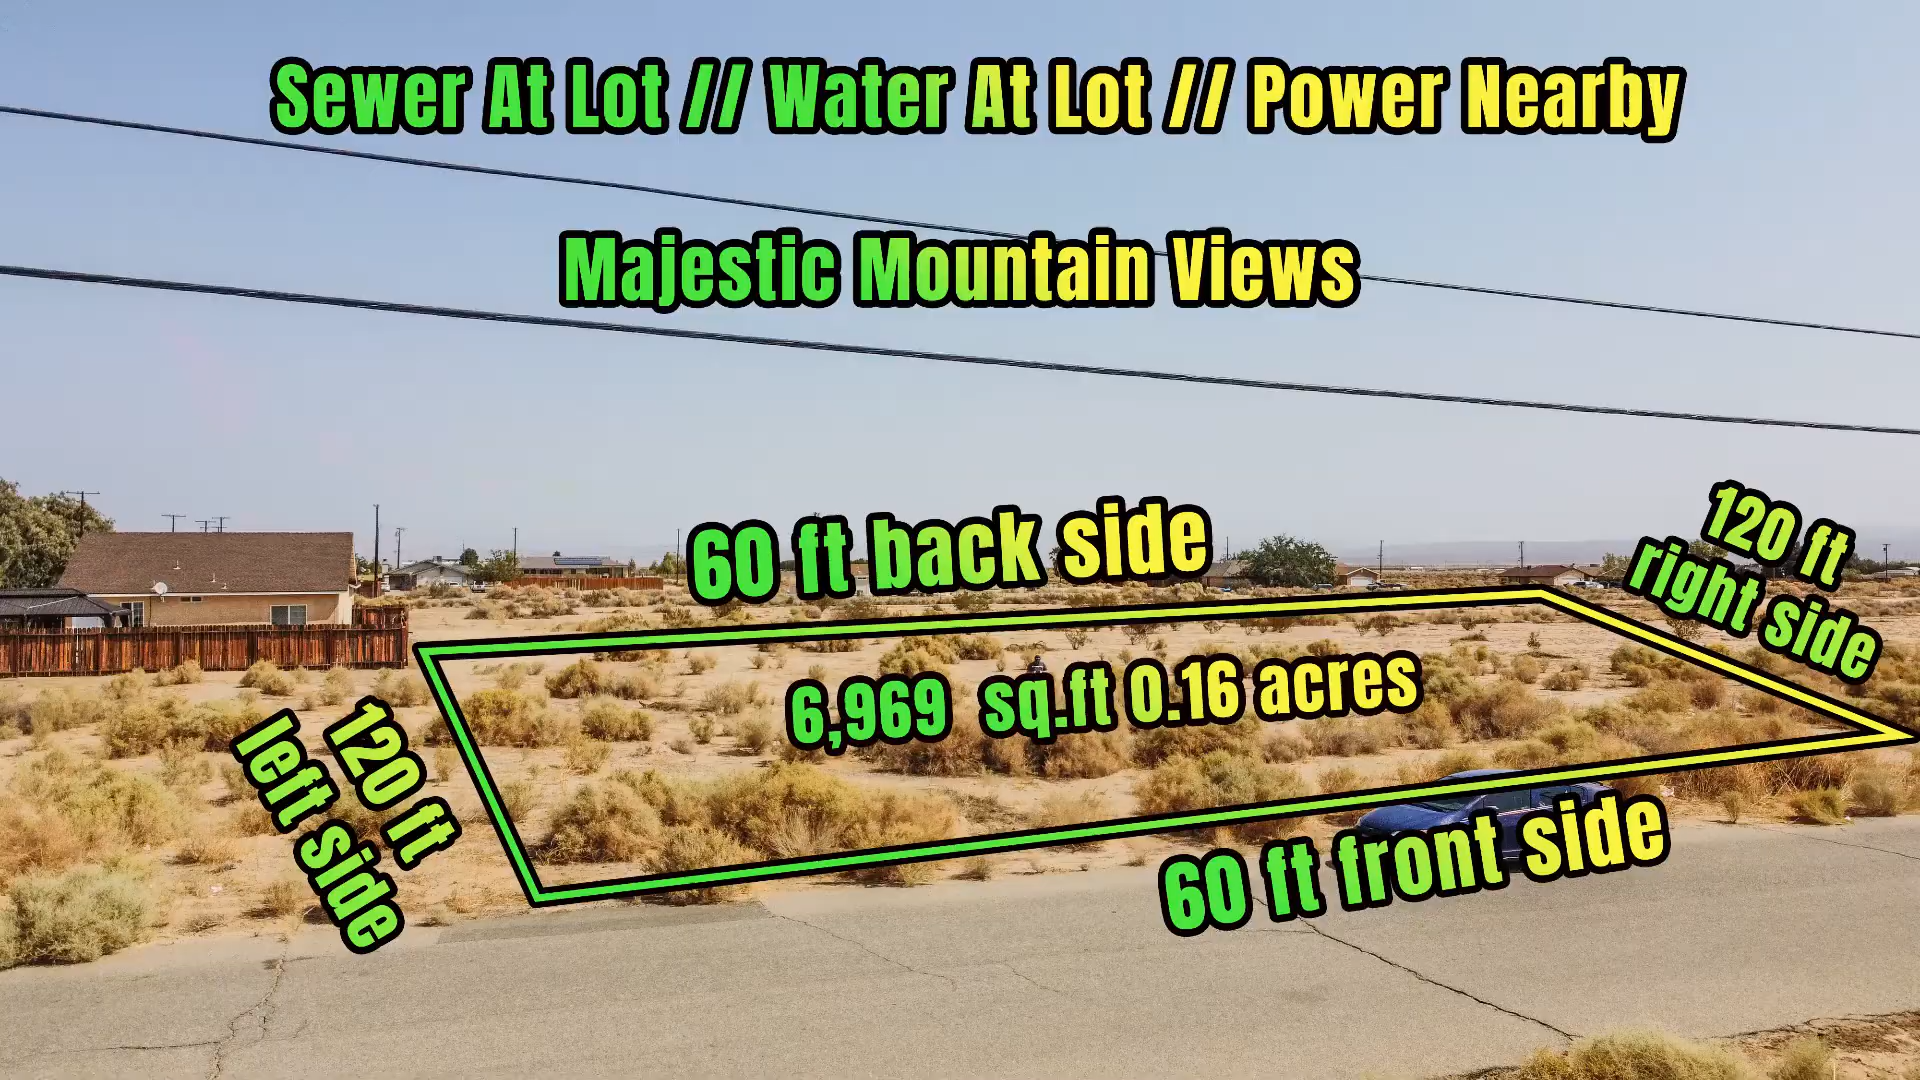 Sewer At Lot // Water At Lot // Power Nearby
Majestic Mountain Views
60 ft back side
120 ft
right side
6,969 sq.ft 0.16 acres
120 ft
left side
60 ft front side